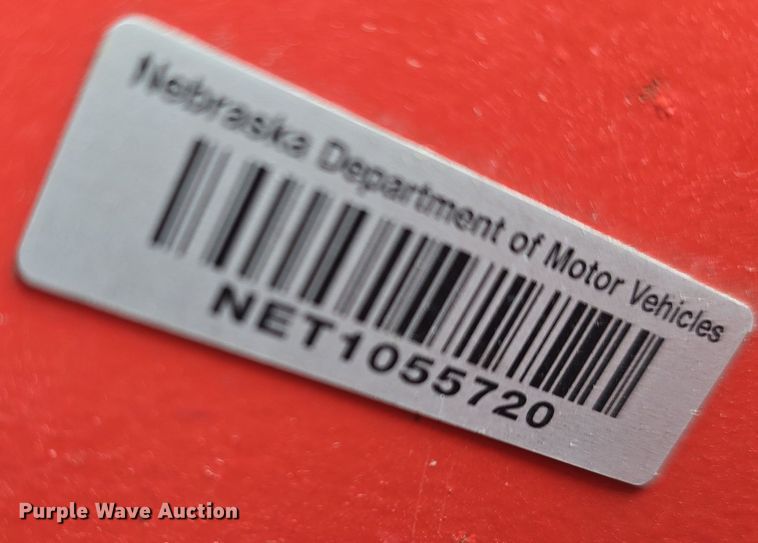 Nebraska Department of Motor Vehicles
NET1055720
Purple Wave Auction